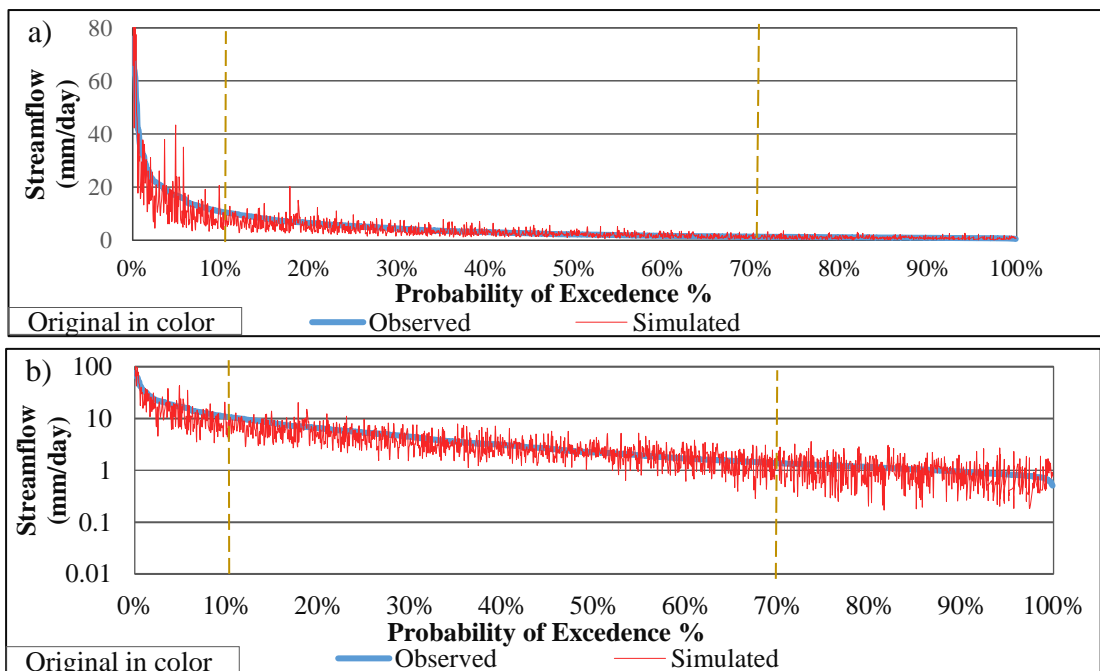 a)
80
60
40
20
0
Streamflow
(mm/day)
0% 10% 20% 30% 40% 50% 60% 70% 80% 90% 100%
Probability of Excedence %
Original in color
Observed Simulated
b)
100
10
1
0.1
0.01
Streamflow
(mm/day)
0% 10% 20% 30% 40% 50% 60% 70% 80% 90% 100%
Probability of Excedence %
Original in color
Observed Simulated